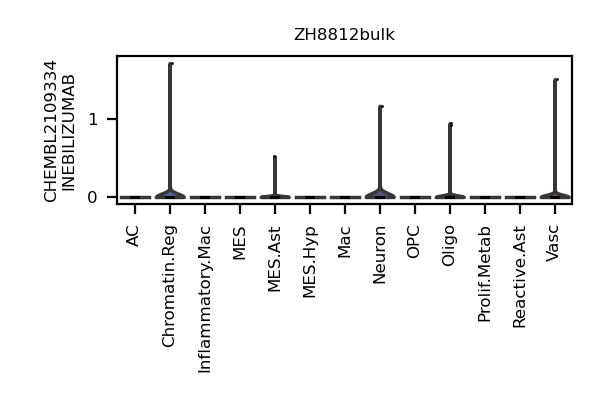 ZH8812bulk
CHEMBL2109334
INEBILIZUMAB
1
0
AC
Chromatin.Reg
Inflammatory.Mac
MES
MES.Ast
MES.Hyp
Mac
Neuron
OPC
Oligo
Prolif.Metab
Reactive.Ast
Vasc